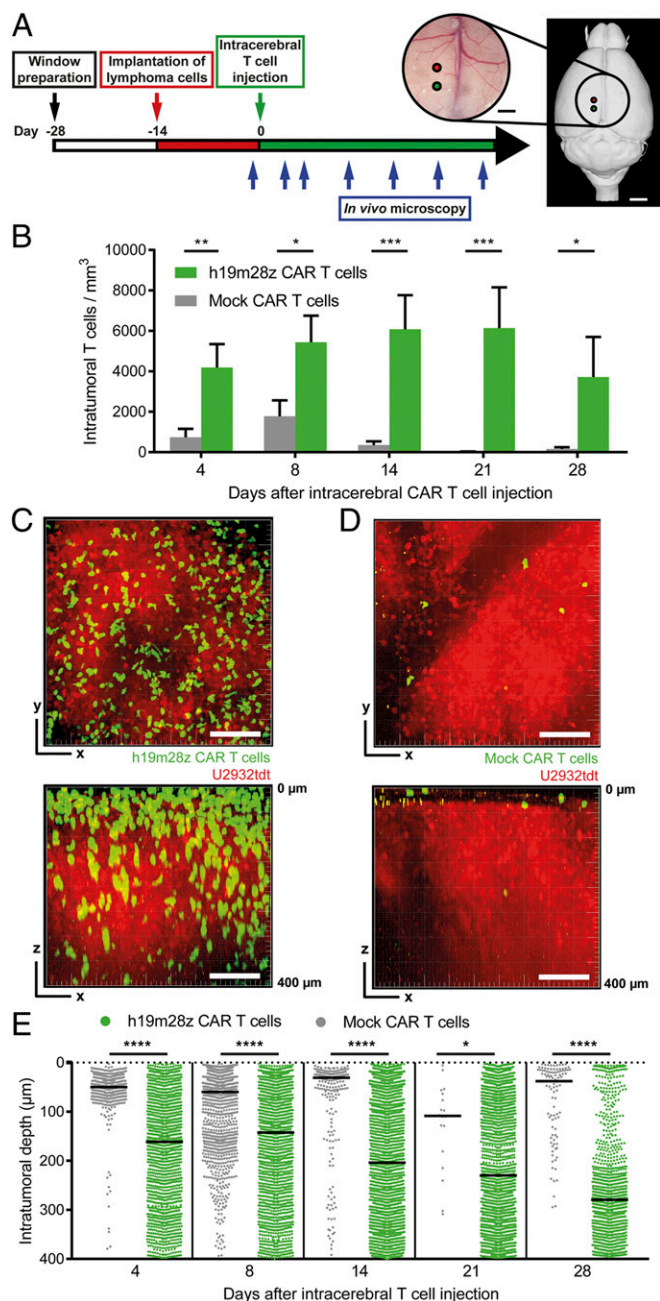 A
Window preparation
Implantation of lymphoma cells
Intracerebral T cell injection
Day -28 -14 0
In vivo microscopy
B
10000
8000
6000
4000
2000
0
Intratumoral T cells / mm³
** * *** *** *
h19m28z CAR T cells
Mock CAR T cells
4 8 14 21 28
Days after intracerebral CAR T cell injection
C
y
x
h19m28z CAR T cells
U2932tdt
0 µm
z
x
400 µm
D
y
x
Mock CAR T cells
U2932tdt
z
x
400 µm
E
h19m28z CAR T cells Mock CAR T cells
**** **** **** * ****
0
100
200
300
400
Intratumoral depth (µm)
4 8 14 21 28
Days after intracerebral T cell injection